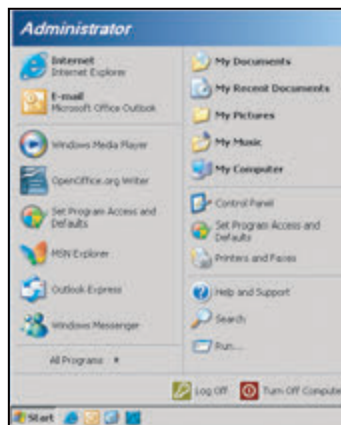 Administrator
Internet
Internet Explorer
E-mail
Microsoft Office Outlook
Windows Media Player
OpenOffice.org Writer
Set Program Access and
Defaults
MSN Explorer
Outlook Express
Windows Messenger
All Programs
My Documents
My Recent Documents
My Pictures
My Music
My Computer
Control Panel
Set Program Access and
Defaults
Printers and Faxes
Help and Support
Search
Run...
Log Off
Turn Off Compute
Start